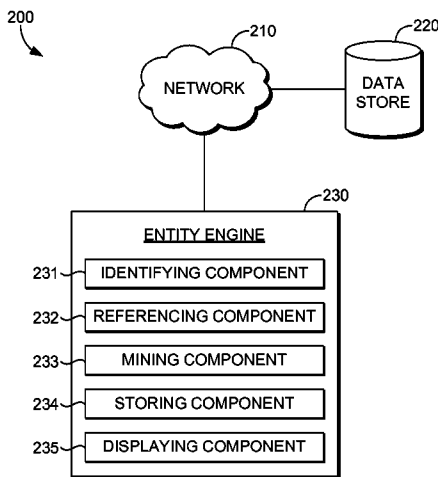 200
210
220
NETWORK
DATA
STORE
230
ENTITY ENGINE
231 IDENTIFYING COMPONENT
232 REFERENCING COMPONENT
233 MINING COMPONENT
234 STORING COMPONENT
235 DISPLAYING COMPONENT